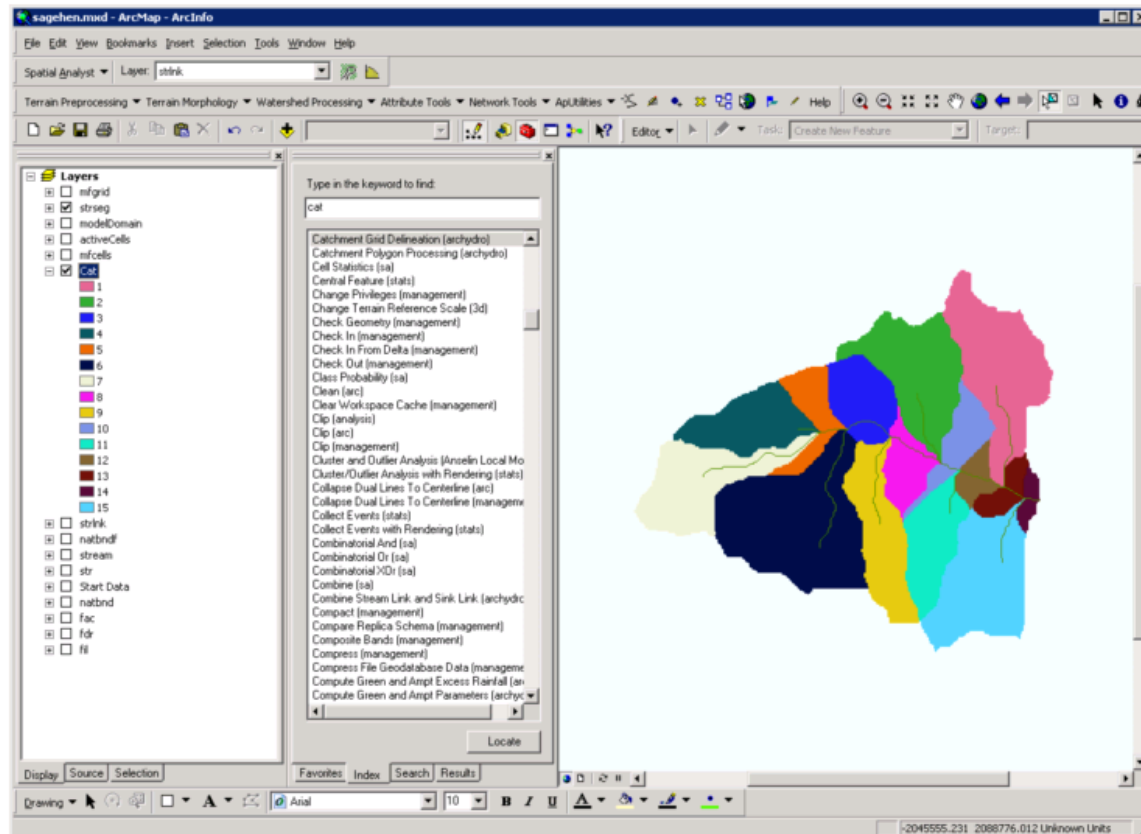 sagehen.mxd - ArcMap - ArcInfo
File Edit View Bookmarks Insert Selection Tools Window Help
Spatial Analyst Layer: strlnk
Terrain Preprocessing Terrain Morphology Watershed Processing Attribute Tools Network Tools ApUtilities Help
Editor Task: Create New Feature Target:
Layers
mfgrid
strseg
modelDomain
activeCells
mfcells
Cat
1
2
3
4
5
6
7
8
9
10
11
12
13
14
15
strlnk
natbndf
stream
str
Start Data
natbnd
fac
fdr
fil
Display Source Selection
Type in the keyword to find:
cat
Catchment Grid Delineation (archydro)
Catchment Polygon Processing (archydro)
Cell Statistics (sa)
Central Feature (stats)
Change Privileges (management)
Change Terrain Reference Scale (3d)
Check Geometry (management)
Check In (management)
Check In From Delta (management)
Check Out (management)
Class Probability (sa)
Clean (arc)
Clear Workspace Cache (management)
Clip (analysis)
Clip (arc)
Clip (management)
Cluster and Outlier Analysis (Anselin Local Mo
Cluster/Outlier Analysis with Rendering (stats)
Collapse Dual Lines To Centerline (arc)
Collapse Dual Lines To Centerline (manageme
Collect Events (stats)
Collect Events with Rendering (stats)
Combinatorial And (sa)
Combinatorial Or (sa)
Combinatorial XOr (sa)
Combine (sa)
Combine Stream Link and Sink Link (archydro
Compact (management)
Compare Replica Schema (management)
Composite Bands (management)
Compress (management)
Compress File Geodatabase Data (manageme
Compute Green and Ampt Excess Rainfall (arc
Compute Green and Ampt Parameters (archyc
Locate
Favorites Index Search Results
Drawing A Arial 10 B I U A
-2045555.231 2088776.012 Unknown Units